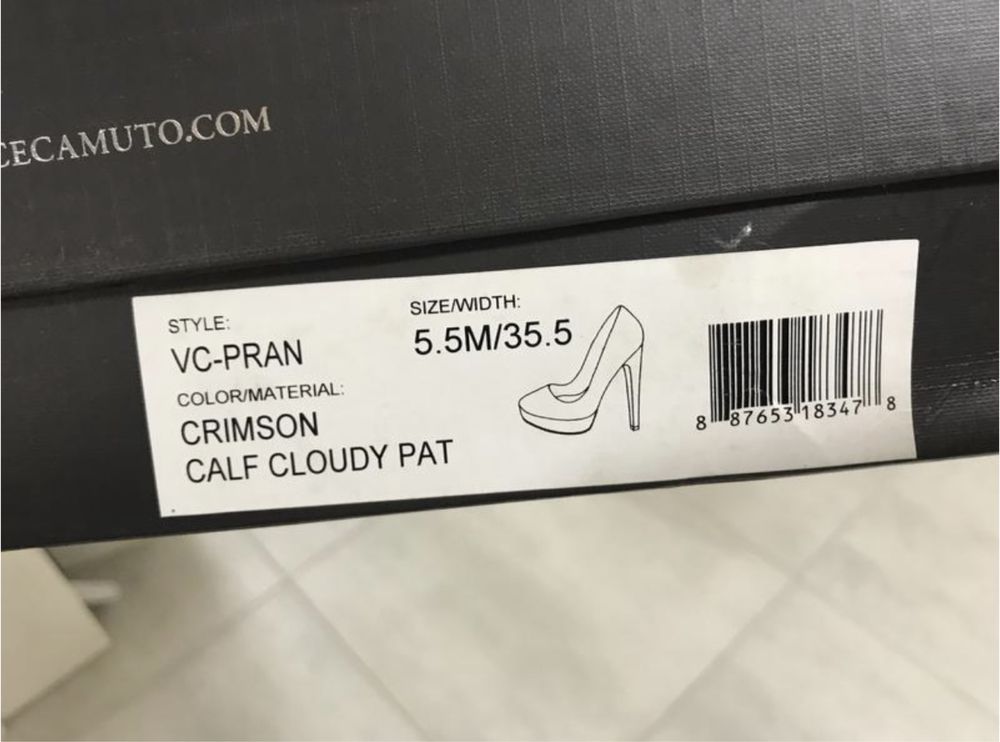 CECAMUTO.COM
STYLE:
VC-PRAN
SIZE/WIDTH:
5.5M/35.5
COLOR/MATERIAL:
CRIMSON
CALF CLOUDY PAT
8 87653 18347 8